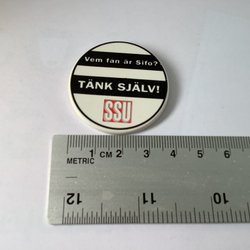 Vem fan är Sifo?
TÄNK SJÄLV!
SSU
METRIC 1 CM 2 3 4 5 6
12 11 10